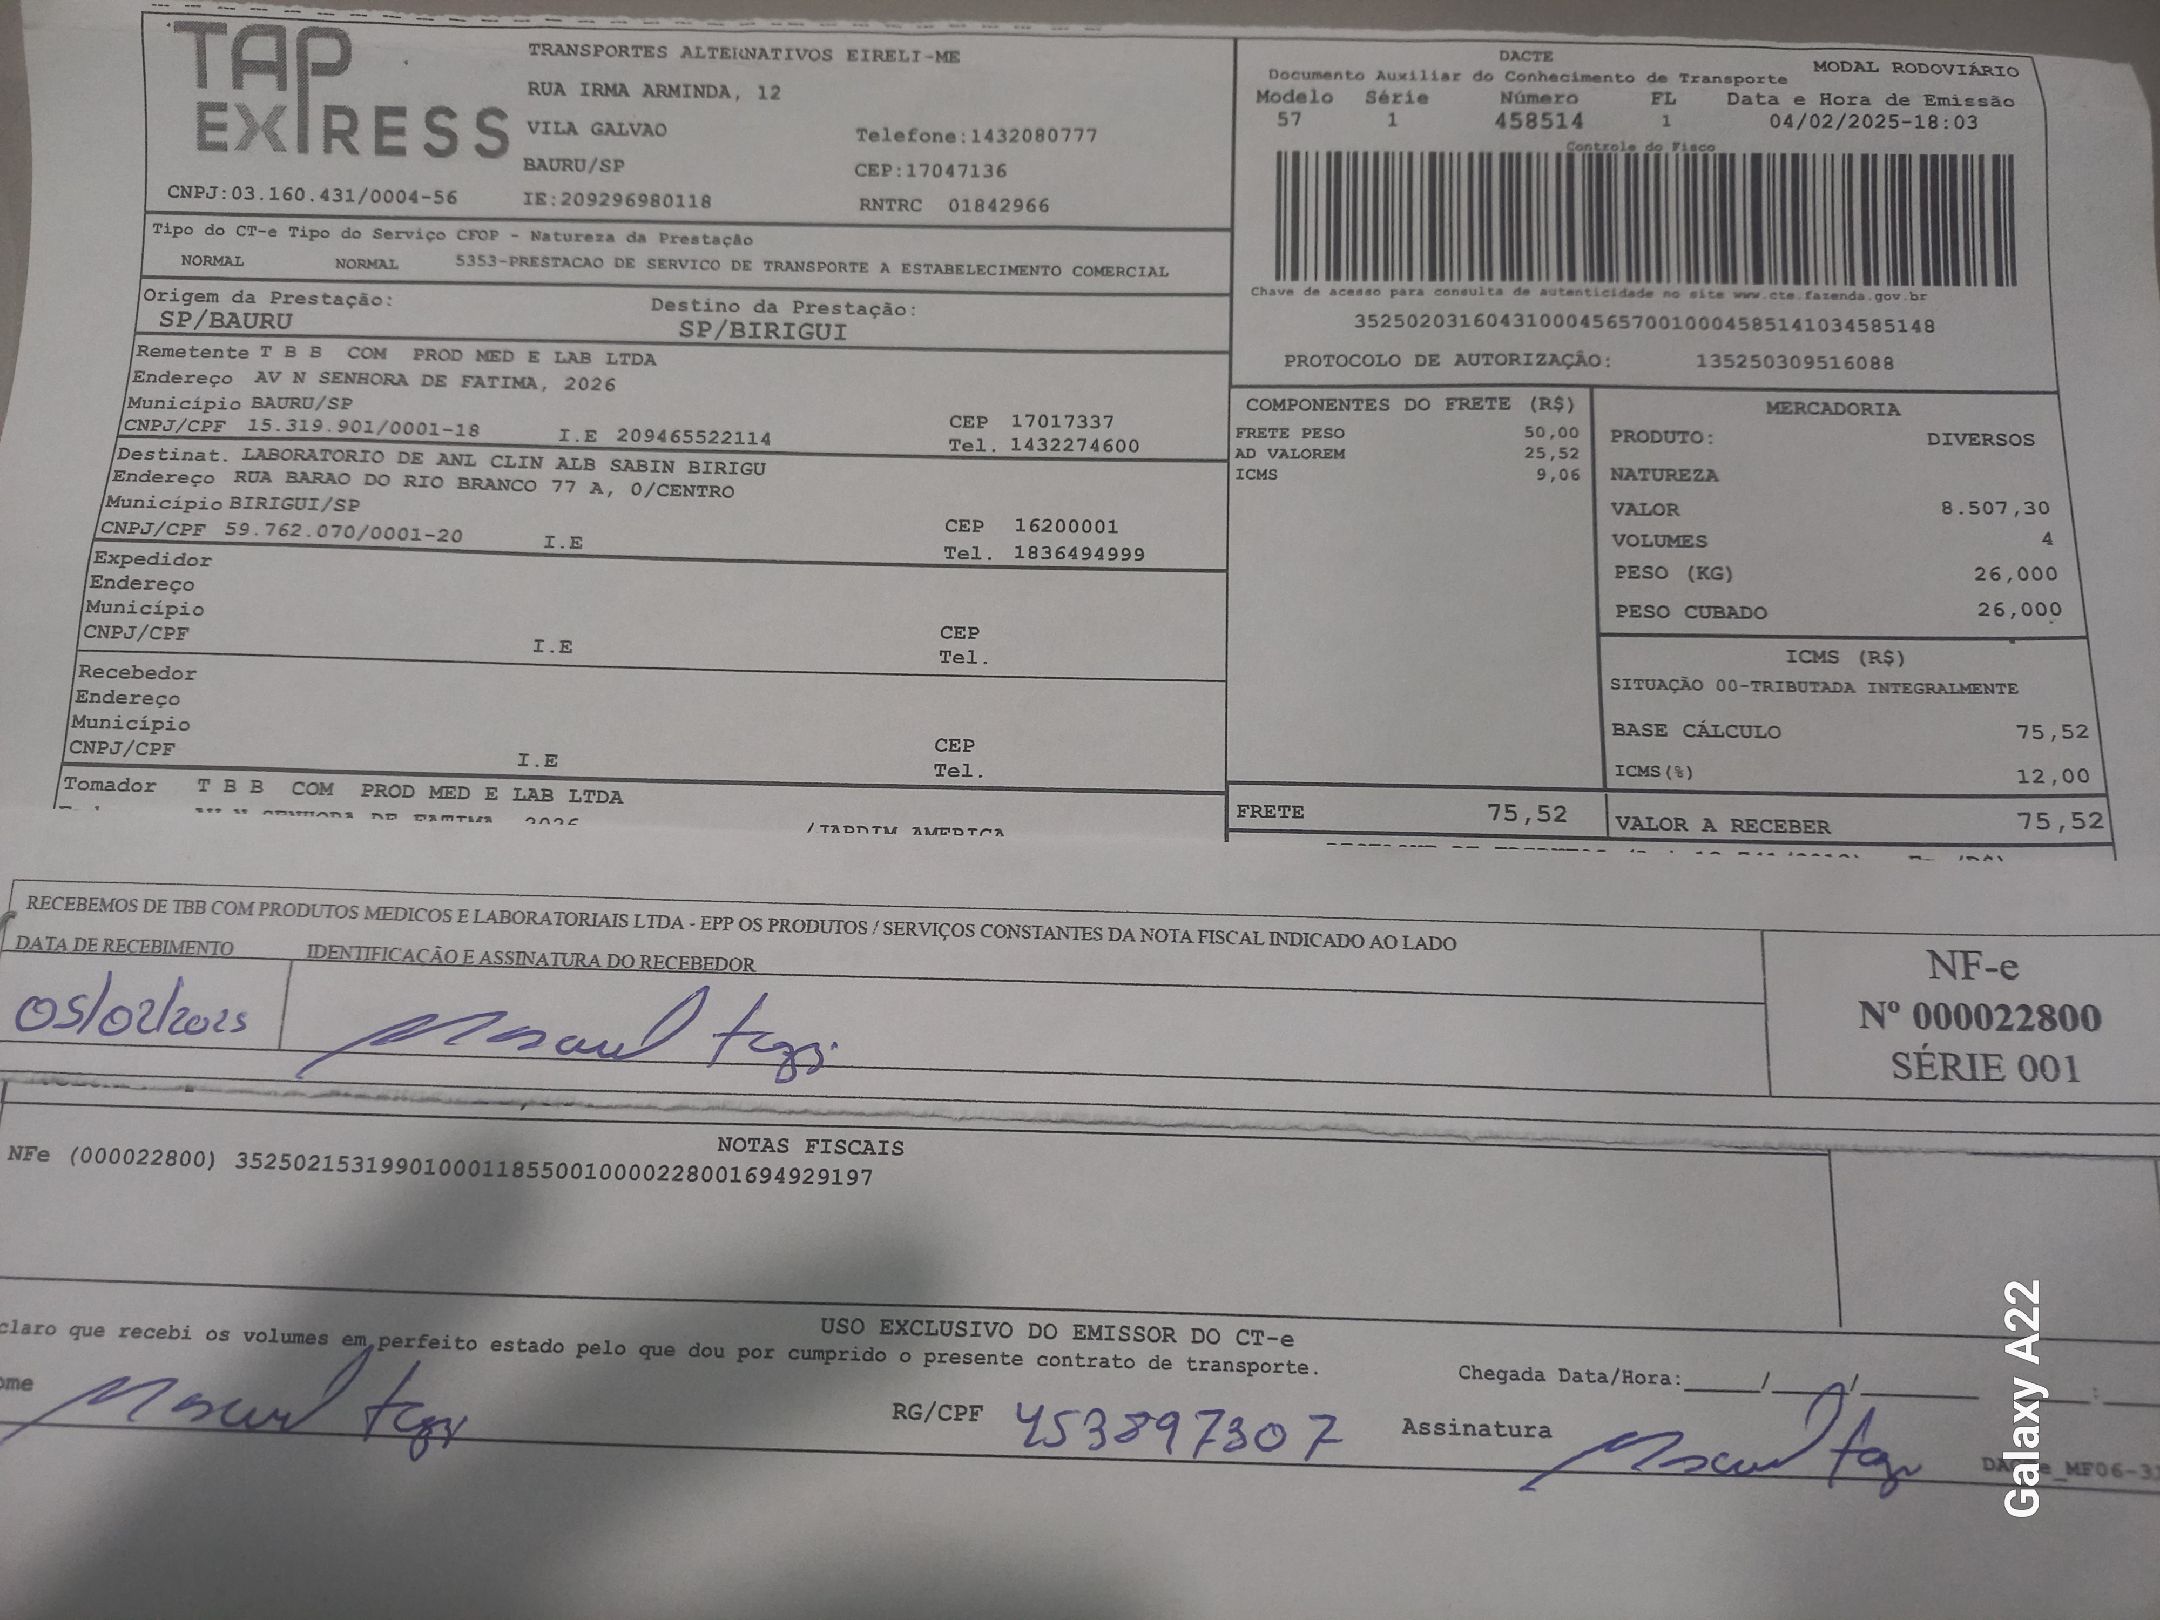 TAP EXPRESS
TRANSPORTES ALTERNATIVOS EIRELI-ME
RUA IRMA ARMINDA, 12
VILA GALVAO Telefone:1432080777
BAURU/SP CEP:17047136
CNPJ:03.160.431/0004-56 IE:209296980118 RNTRC 01842966
DACTE MODAL RODOVIÁRIO
Documento Auxiliar do Conhecimento de Transporte
Modelo Série Número FL Data e Hora de Emissão
57 1 458514 1 04/02/2025-18:03
Controle do Fisco
Chave de acesso para consulta de autenticidade no site www.cte.fazenda.gov.br
35250203160431000456570010004585141034585148
PROTOCOLO DE AUTORIZAÇÃO: 135250309516088
Tipo do CT-e Tipo do Serviço CFOP - Natureza da Prestação
NORMAL NORMAL 5353-PRESTACAO DE SERVICO DE TRANSPORTE A ESTABELECIMENTO COMERCIAL
Origem da Prestação: Destino da Prestação:
SP/BAURU SP/BIRIGUI
Remetente T B B COM PROD MED E LAB LTDA
Endereço AV N SENHORA DE FATIMA, 2026
Município BAURU/SP CEP 17017337
CNPJ/CPF 15.319.901/0001-18 I.E 209465522114 Tel. 1432274600
Destinat. LABORATORIO DE ANL CLIN ALB SABIN BIRIGU
Endereço RUA BARAO DO RIO BRANCO 77 A, 0/CENTRO
Município BIRIGUI/SP CEP 16200001
CNPJ/CPF 59.762.070/0001-20 I.E Tel. 1836494999
Expedidor
Endereço
Município
CNPJ/CPF I.E CEP
Tel.
Recebedor
Endereço
Município
CNPJ/CPF I.E CEP
Tel.
Tomador T B B COM PROD MED E LAB LTDA
N SENHORA DE FATIMA, 2026 /JARDIM AMERICA
COMPONENTES DO FRETE (R$)
FRETE PESO 50,00
AD VALOREM 25,52
ICMS 9,06
FRETE 75,52
MERCADORIA
PRODUTO: DIVERSOS
NATUREZA
VALOR 8.507,30
VOLUMES 4
PESO (KG) 26,000
PESO CUBADO 26,000
ICMS (R$)
SITUAÇÃO 00-TRIBUTADA INTEGRALMENTE
BASE CÁLCULO 75,52
ICMS(%) 12,00
VALOR A RECEBER 75,52
RECEBEMOS DE TBB COM PRODUTOS MEDICOS E LABORATORIAIS LTDA - EPP OS PRODUTOS / SERVIÇOS CONSTANTES DA NOTA FISCAL INDICADO AO LADO
DATA DE RECEBIMENTO IDENTIFICAÇÃO E ASSINATURA DO RECEBEDOR
05/02/2025
NF-e
Nº 000022800
SÉRIE 001
NOTAS FISCAIS
NFe (000022800) 35250215319901000118550010000228001694929197
USO EXCLUSIVO DO EMISSOR DO CT-e
claro que recebi os volumes em perfeito estado pelo que dou por cumprido o presente contrato de transporte.
Chegada Data/Hora:____/____/____ :
ome RG/CPF 453897307 Assinatura
Galaxy A22